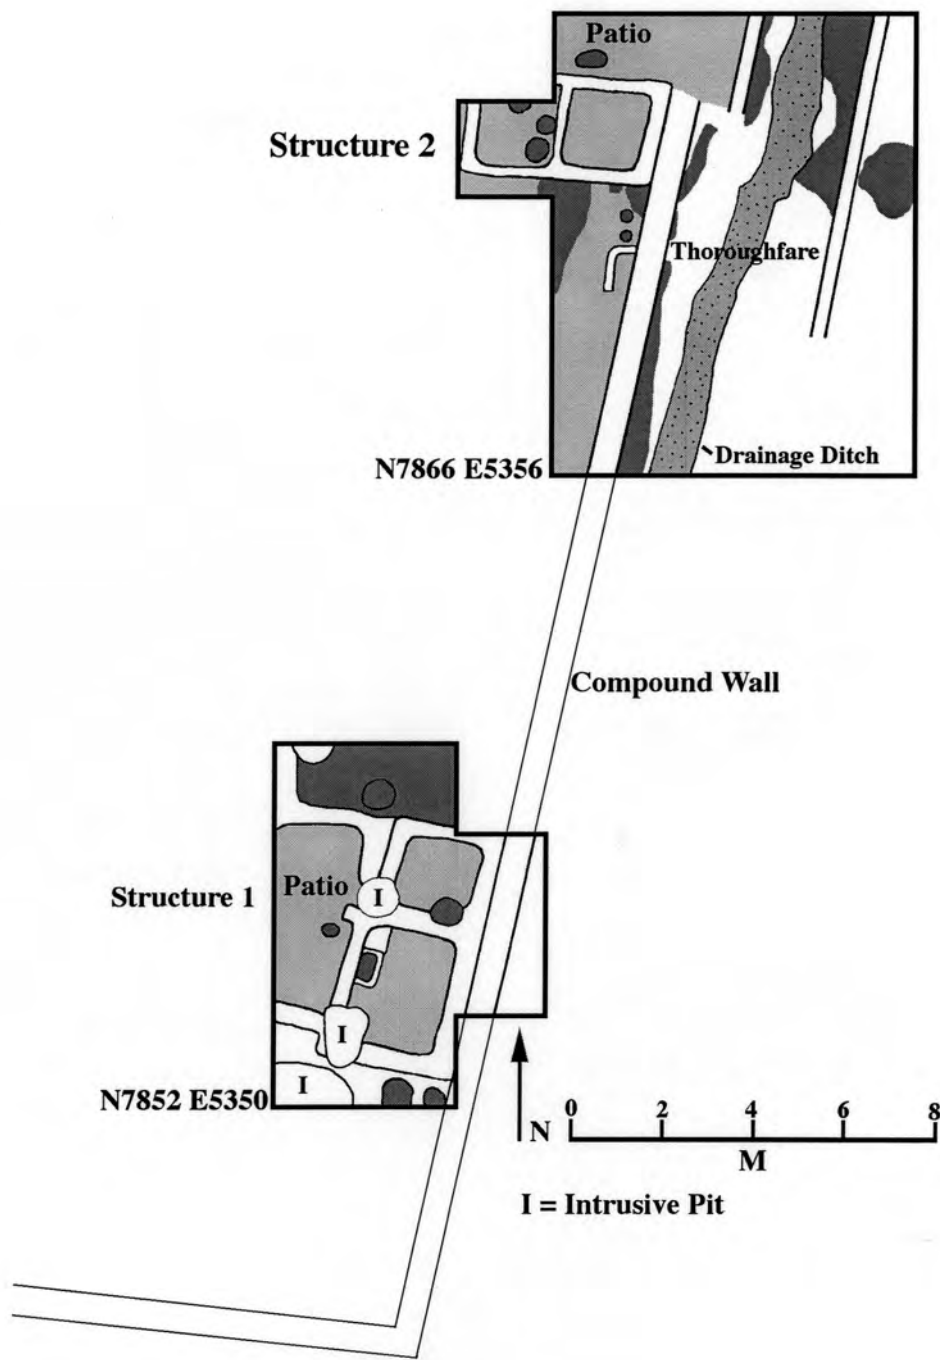 Patio
Structure 2
Thoroughfare
Drainage Ditch
N7866 E5356
Compound Wall
Structure 1
Patio
I
I
I
N7852 E5350
N
0 2 4 6 8
M
I = Intrusive Pit